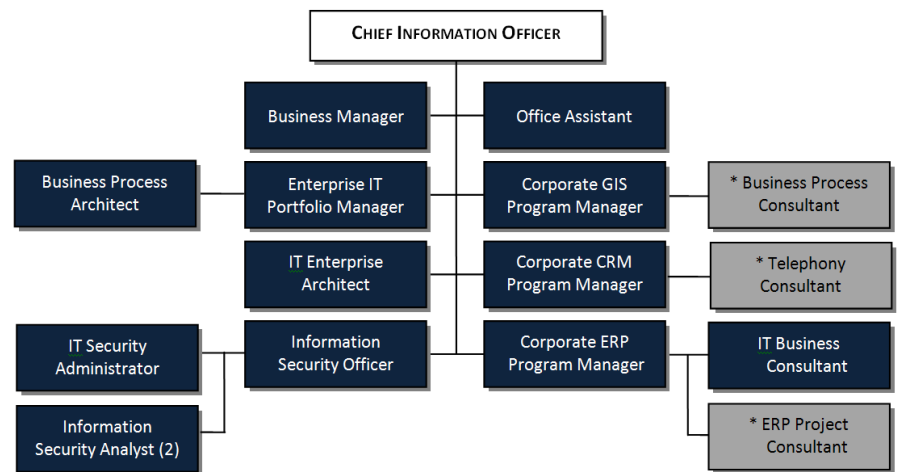 CHIEF INFORMATION OFFICER
Business Manager
Office Assistant
Business Process
Architect
Enterprise IT
Portfolio Manager
Corporate GIS
Program Manager
* Business Process
Consultant
IT Enterprise
Architect
Corporate CRM
Program Manager
* Telephony
Consultant
IT Security
Administrator
Information
Security Officer
Corporate ERP
Program Manager
IT Business
Consultant
Information
Security Analyst (2)
* ERP Project
Consultant